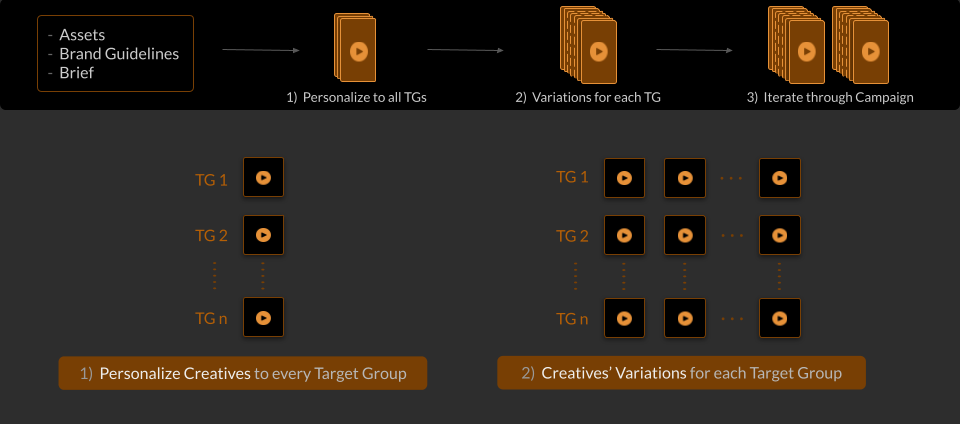 - Assets
- Brand Guidelines
- Brief
1) Personalize to all TGs
2) Variations for each TG
3) Iterate through Campaign
TG 1
TG 2
TG n
1) Personalize Creatives to every Target Group
TG 1
TG 2
TG n
2) Creatives’ Variations for each Target Group